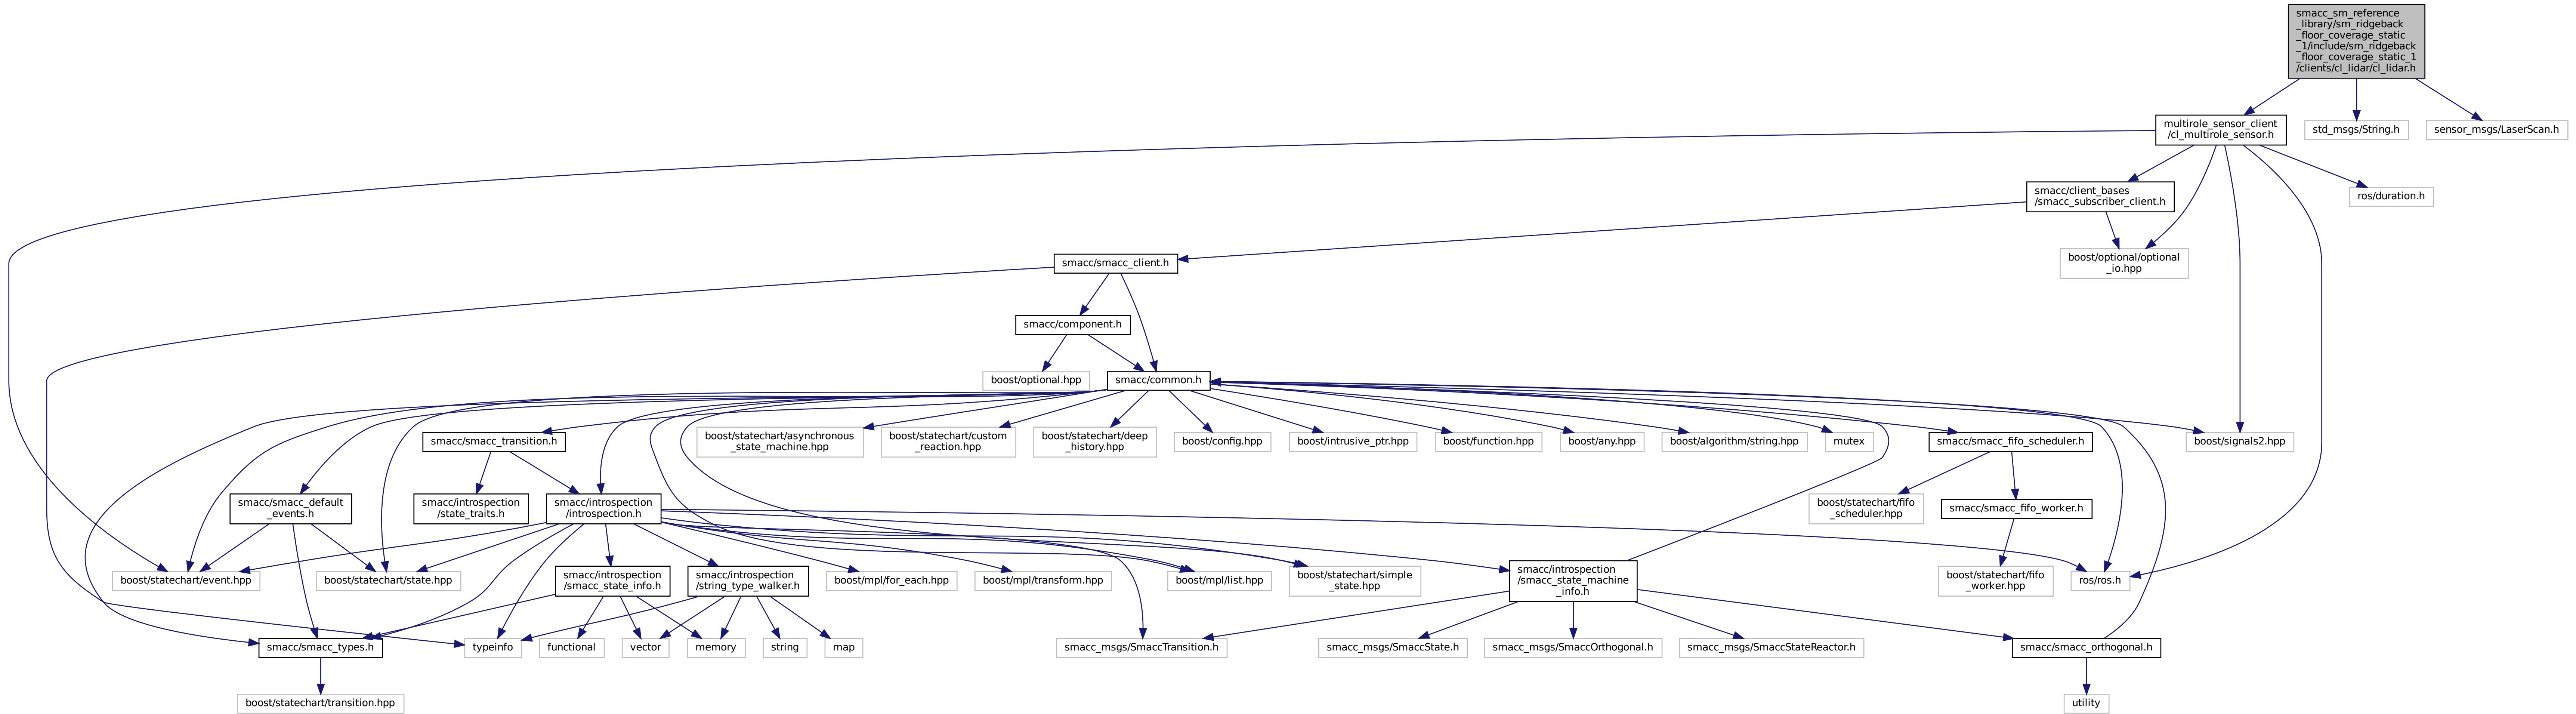 smacc_sm_reference
_library/sm_ridgeback
_floor_coverage_static
_1/include/sm_ridgeback
_floor_coverage_static_1
/clients/cl_lidar/cl_lidar.h
multirole_sensor_client
/cl_multirole_sensor.h
std_msgs/String.h
sensor_msgs/LaserScan.h
smacc/client_bases
/smacc_subscriber_client.h
ros/duration.h
smacc/smacc_client.h
boost/optional/optional
_io.hpp
smacc/component.h
boost/optional.hpp
smacc/common.h
smacc/smacc_transition.h
boost/statechart/asynchronous
_state_machine.hpp
boost/statechart/custom
_reaction.hpp
boost/statechart/deep
_history.hpp
boost/config.hpp
boost/intrusive_ptr.hpp
boost/function.hpp
boost/any.hpp
boost/algorithm/string.hpp
mutex
smacc/smacc_fifo_scheduler.h
boost/signals2.hpp
smacc/smacc_default
_events.h
smacc/introspection
/state_traits.h
smacc/introspection
/introspection.h
boost/statechart/fifo
_scheduler.hpp
smacc/smacc_fifo_worker.h
boost/statechart/event.hpp
boost/statechart/state.hpp
smacc/introspection
/smacc_state_info.h
smacc/introspection
/string_type_walker.h
boost/mpl/for_each.hpp
boost/mpl/transform.hpp
boost/mpl/list.hpp
boost/statechart/simple
_state.hpp
smacc/introspection
/smacc_state_machine
_info.h
boost/statechart/fifo
_worker.hpp
ros/ros.h
smacc/smacc_types.h
typeinfo
functional
vector
memory
string
map
smacc_msgs/SmaccTransition.h
smacc_msgs/SmaccState.h
smacc_msgs/SmaccOrthogonal.h
smacc_msgs/SmaccStateReactor.h
smacc/smacc_orthogonal.h
boost/statechart/transition.hpp
utility